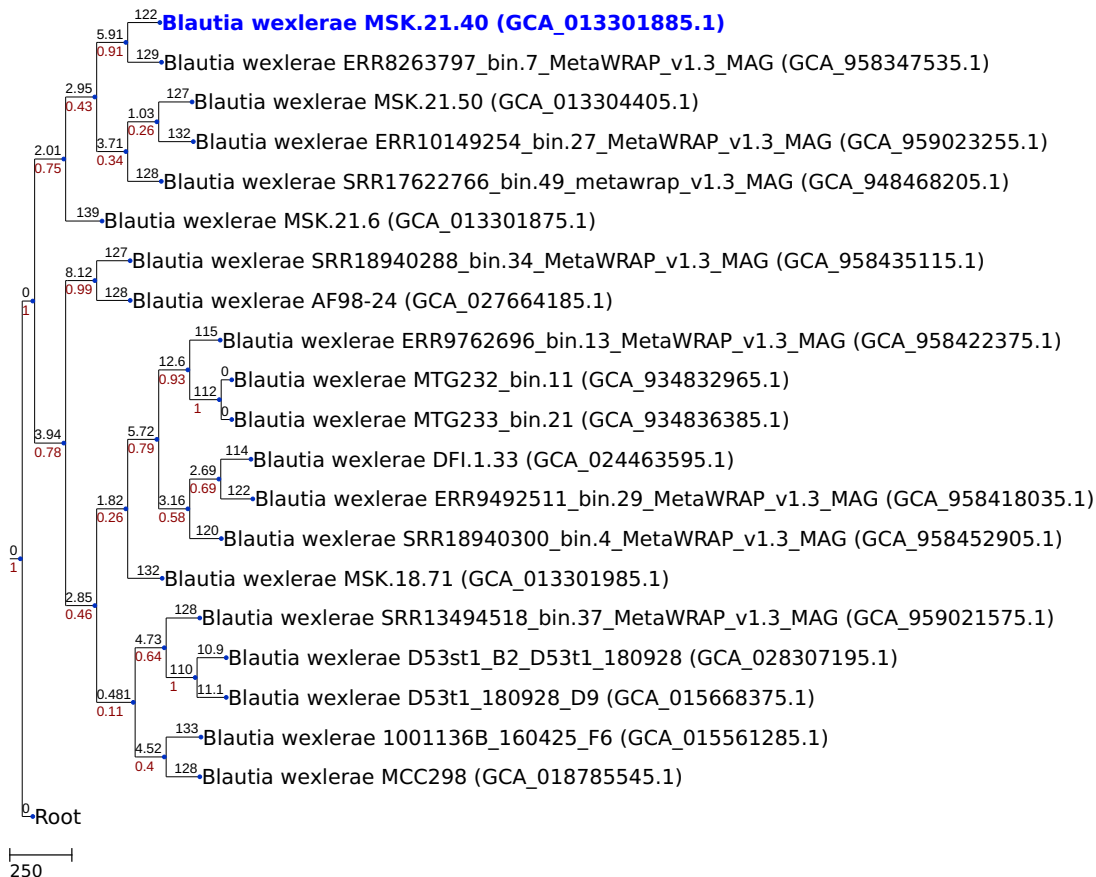 122
Blautia wexlerae MSK.21.40 (GCA_013301885.1)
5.91
0.91
129
Blautia wexlerae ERR8263797_bin.7_MetaWRAP_v1.3_MAG (GCA_958347535.1)
2.95
0.43
127
Blautia wexlerae MSK.21.50 (GCA_013304405.1)
1.03
0.26
132
Blautia wexlerae ERR10149254_bin.27_MetaWRAP_v1.3_MAG (GCA_959023255.1)
3.71
0.34
2.01
0.75
128
Blautia wexlerae SRR17622766_bin.49_metawrap_v1.3_MAG (GCA_948468205.1)
139
Blautia wexlerae MSK.21.6 (GCA_013301875.1)
127
Blautia wexlerae SRR18940288_bin.34_MetaWRAP_v1.3_MAG (GCA_958435115.1)
8.12
0.99
0
1
128
Blautia wexlerae AF98-24 (GCA_027664185.1)
115
Blautia wexlerae ERR9762696_bin.13_MetaWRAP_v1.3_MAG (GCA_958422375.1)
12.6
0.93
0
Blautia wexlerae MTG232_bin.11 (GCA_934832965.1)
112
1
0
Blautia wexlerae MTG233_bin.21 (GCA_934836385.1)
5.72
0.79
3.94
0.78
114
Blautia wexlerae DFI.1.33 (GCA_024463595.1)
2.69
0.69
122
Blautia wexlerae ERR9492511_bin.29_MetaWRAP_v1.3_MAG (GCA_958418035.1)
1.82
0.26
3.16
0.58
120
Blautia wexlerae SRR18940300_bin.4_MetaWRAP_v1.3_MAG (GCA_958452905.1)
0
1
132
Blautia wexlerae MSK.18.71 (GCA_013301985.1)
2.85
0.46
128
Blautia wexlerae SRR13494518_bin.37_MetaWRAP_v1.3_MAG (GCA_959021575.1)
4.73
0.64
10.9
Blautia wexlerae D53st1_B2_D53t1_180928 (GCA_028307195.1)
110
1
11.1
Blautia wexlerae D53t1_180928_D9 (GCA_015668375.1)
0.481
0.11
133
Blautia wexlerae 1001136B_160425_F6 (GCA_015561285.1)
4.52
0.4
128
Blautia wexlerae MCC298 (GCA_018785545.1)
0
Root
250